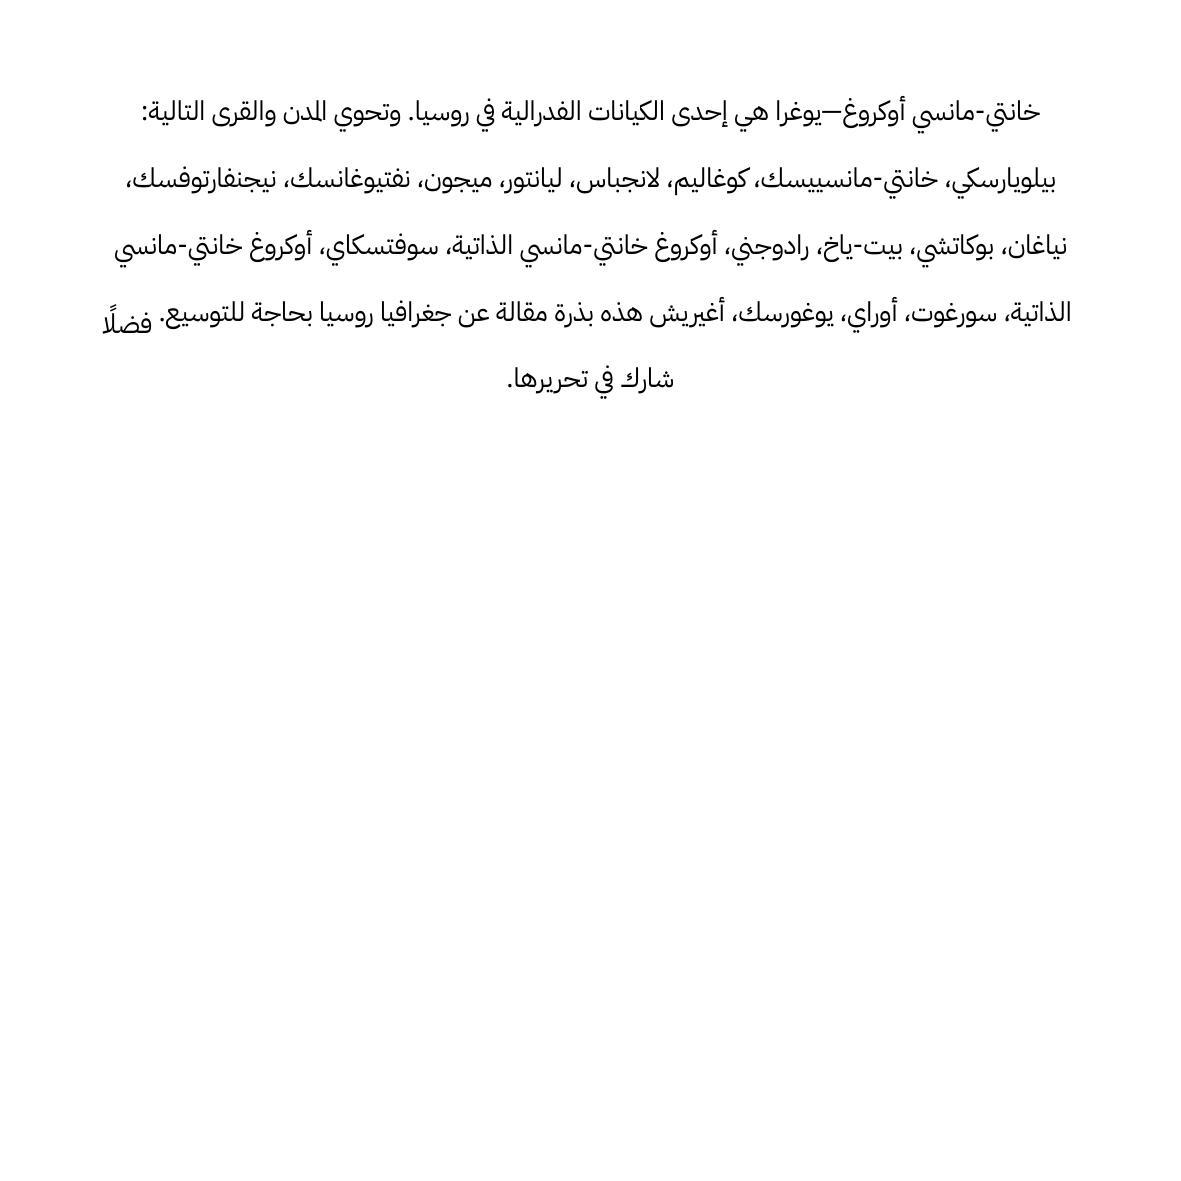 خانتي-مانسي أوكروغ—يوغرا هي إحدى الكيانات الفدرالية في روسيا. وتحوي المدن والقرى التالية:
بيلويارسكي، خانتي-مانسييسك، كوغاليم، لانجباس، ليانتور، ميجون، نفتيوغانسك، نيجنفارتوفسك،
نياغان، بوكاتشي، بيت-ياخ، رادوجني، أوكروغ خانتي-مانسي الذاتية، سوفتسكاي، أوكروغ خانتي-مانسي
الذاتية، سورغوت، أوراي، يوغورسك، أغيريش هذه بذرة مقالة عن جغرافيا روسيا بحاجة للتوسيع. فضلًا
شارك في تحريرها.